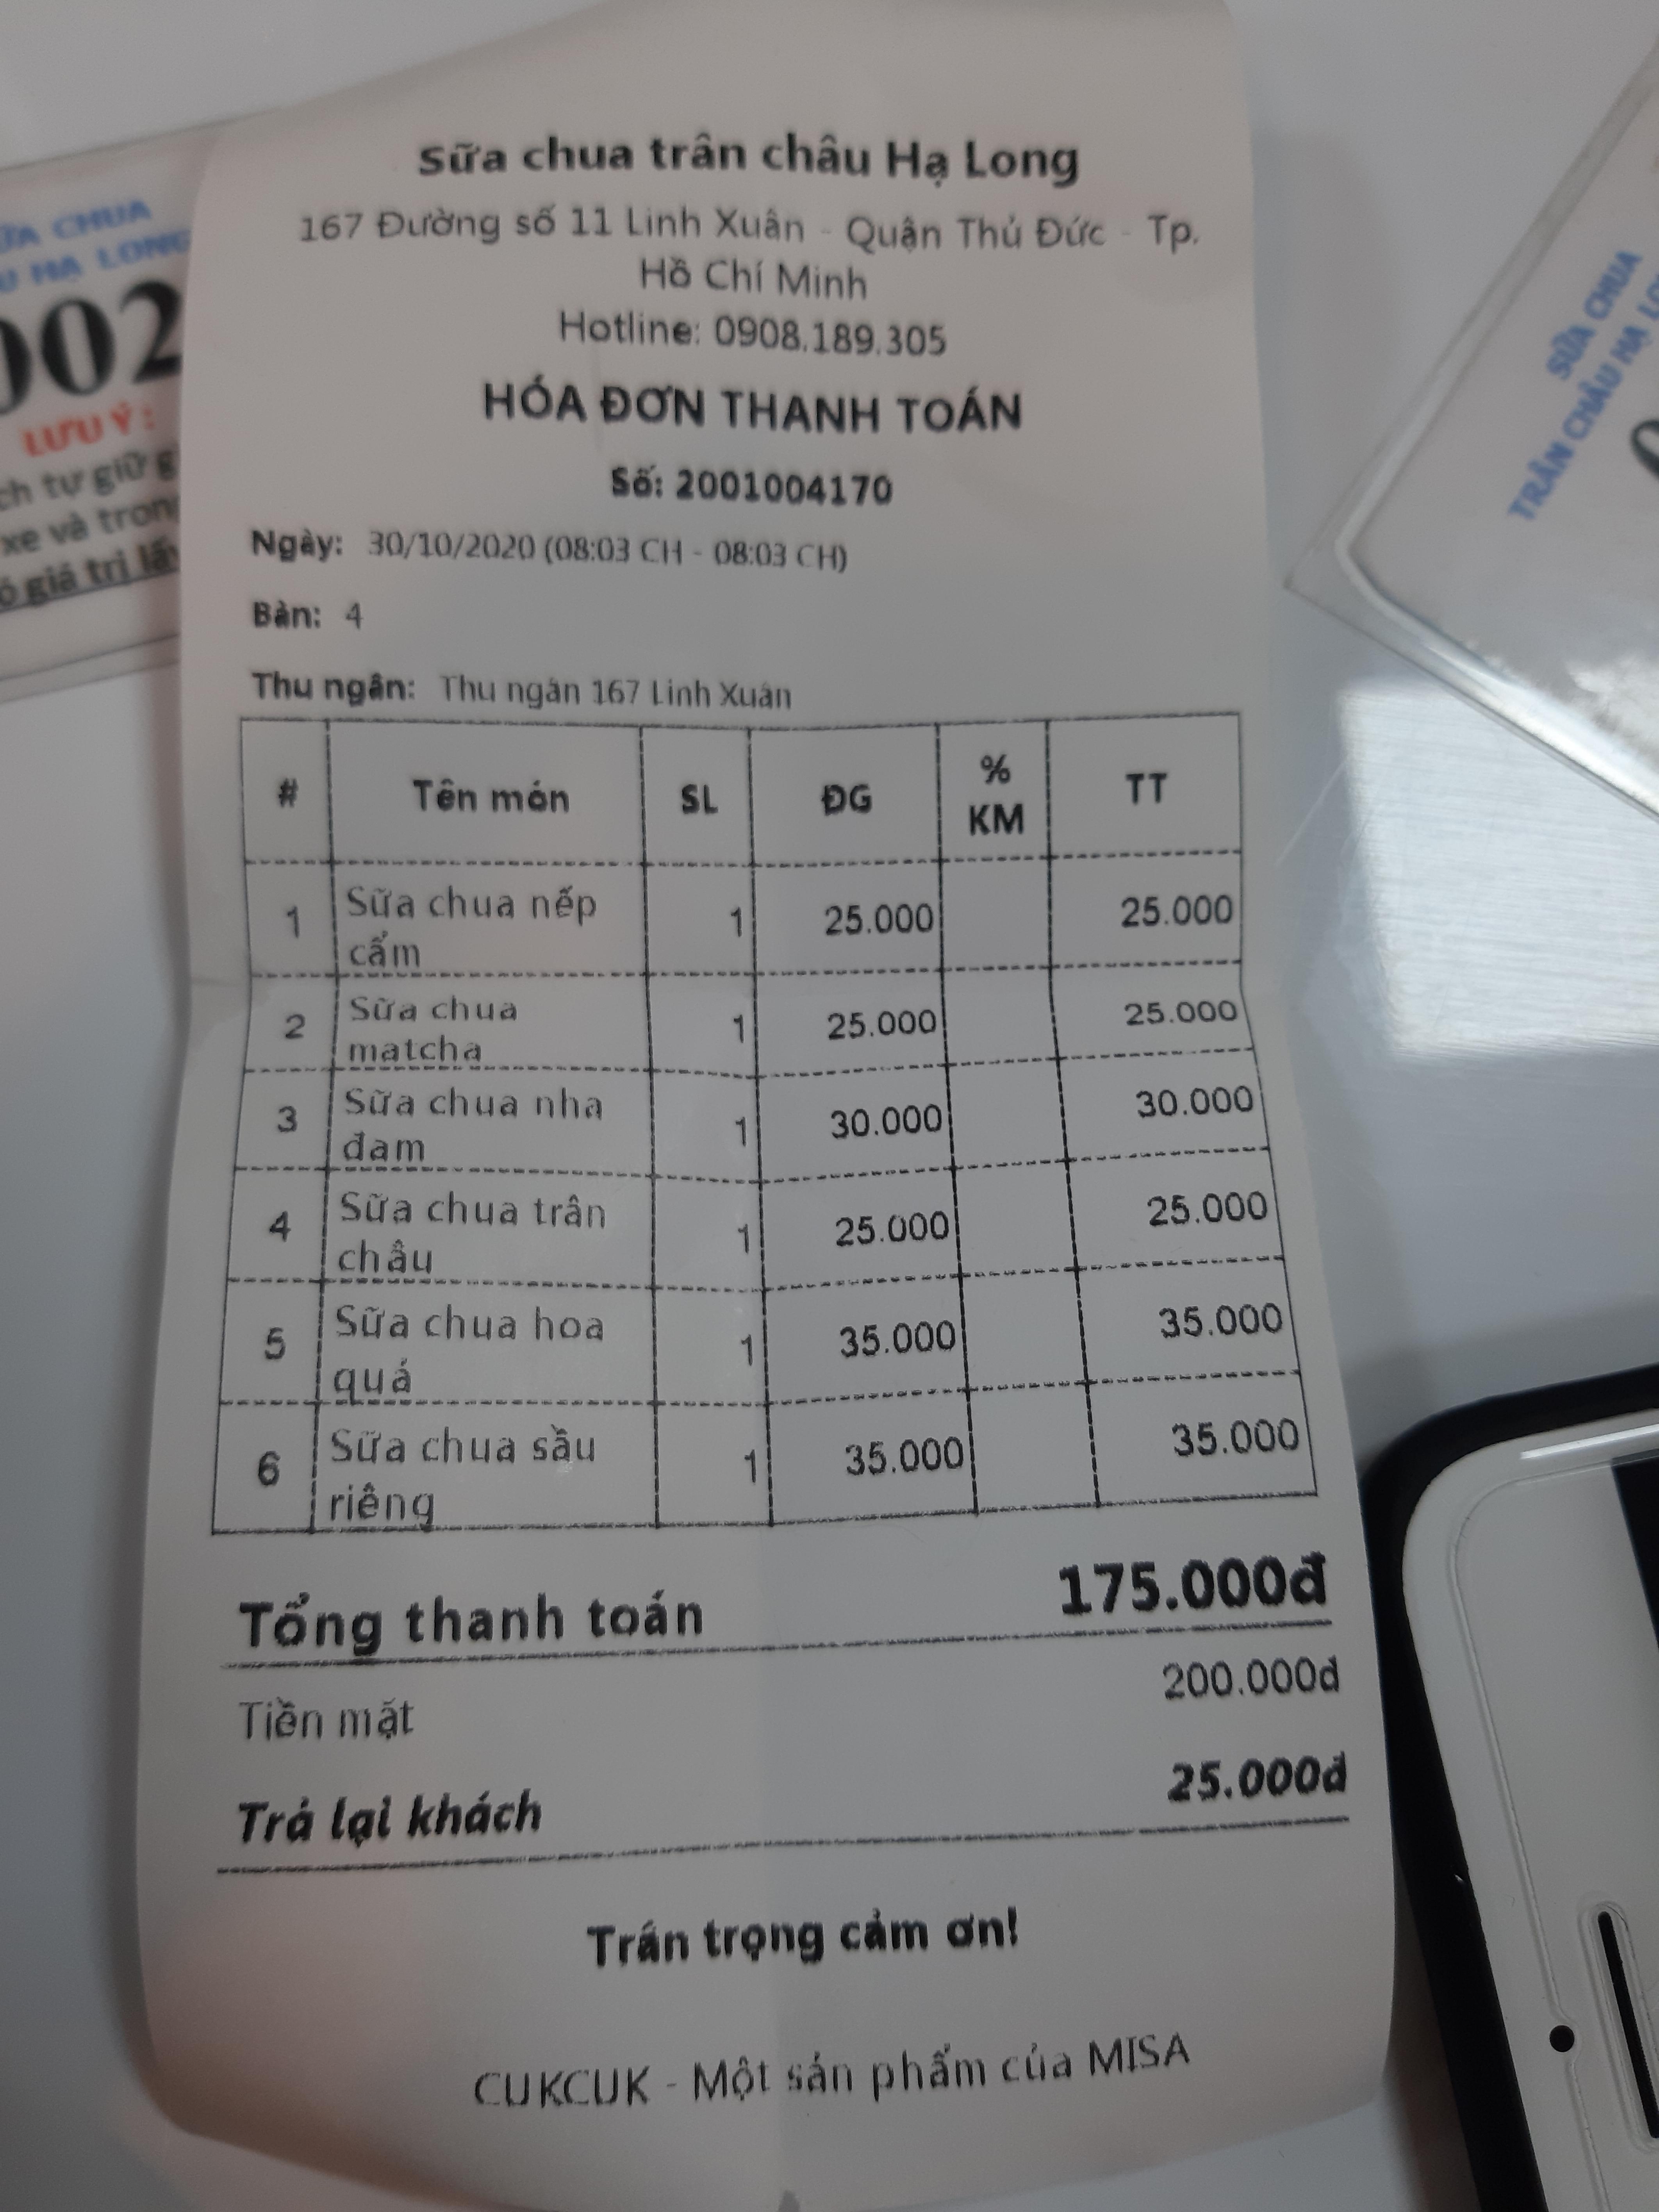 Sữa chua trân châu Hạ Long
167 Đường số 11 Linh Xuân - Quận Thủ Đức - Tp.
Hồ Chí Minh
Hotline: 0908.189.305
HÓA ĐƠN THANH TOÁN
Số: 2001004170
Ngày: 30/10/2020 (08:03 CH - 08:03 CH)
Bàn: 4
Thu ngân: Thu ngân 167 Linh Xuân
# Tên món SL ĐG % KM TT
1 Sữa chua nếp cẩm 1 25.000 25.000
2 Sữa chua matcha 1 25.000 25.000
3 Sữa chua nha đam 1 30.000 30.000
4 Sữa chua trân châu 1 25.000 25.000
5 Sữa chua hoa quả 1 35.000 35.000
6 Sữa chua sầu riêng 1 35.000 35.000
Tổng thanh toán 175.000đ
Tiền mặt 200.000đ
Trả lại khách 25.000đ
Trân trọng cảm ơn!
CUKCUK - Một sản phẩm của MISA
CHUA
HẠ LONG
002
LƯU Ý:
tự giữ
xe và
giá trị
SỮA CHUA
TRÂN CHÂU HẠ